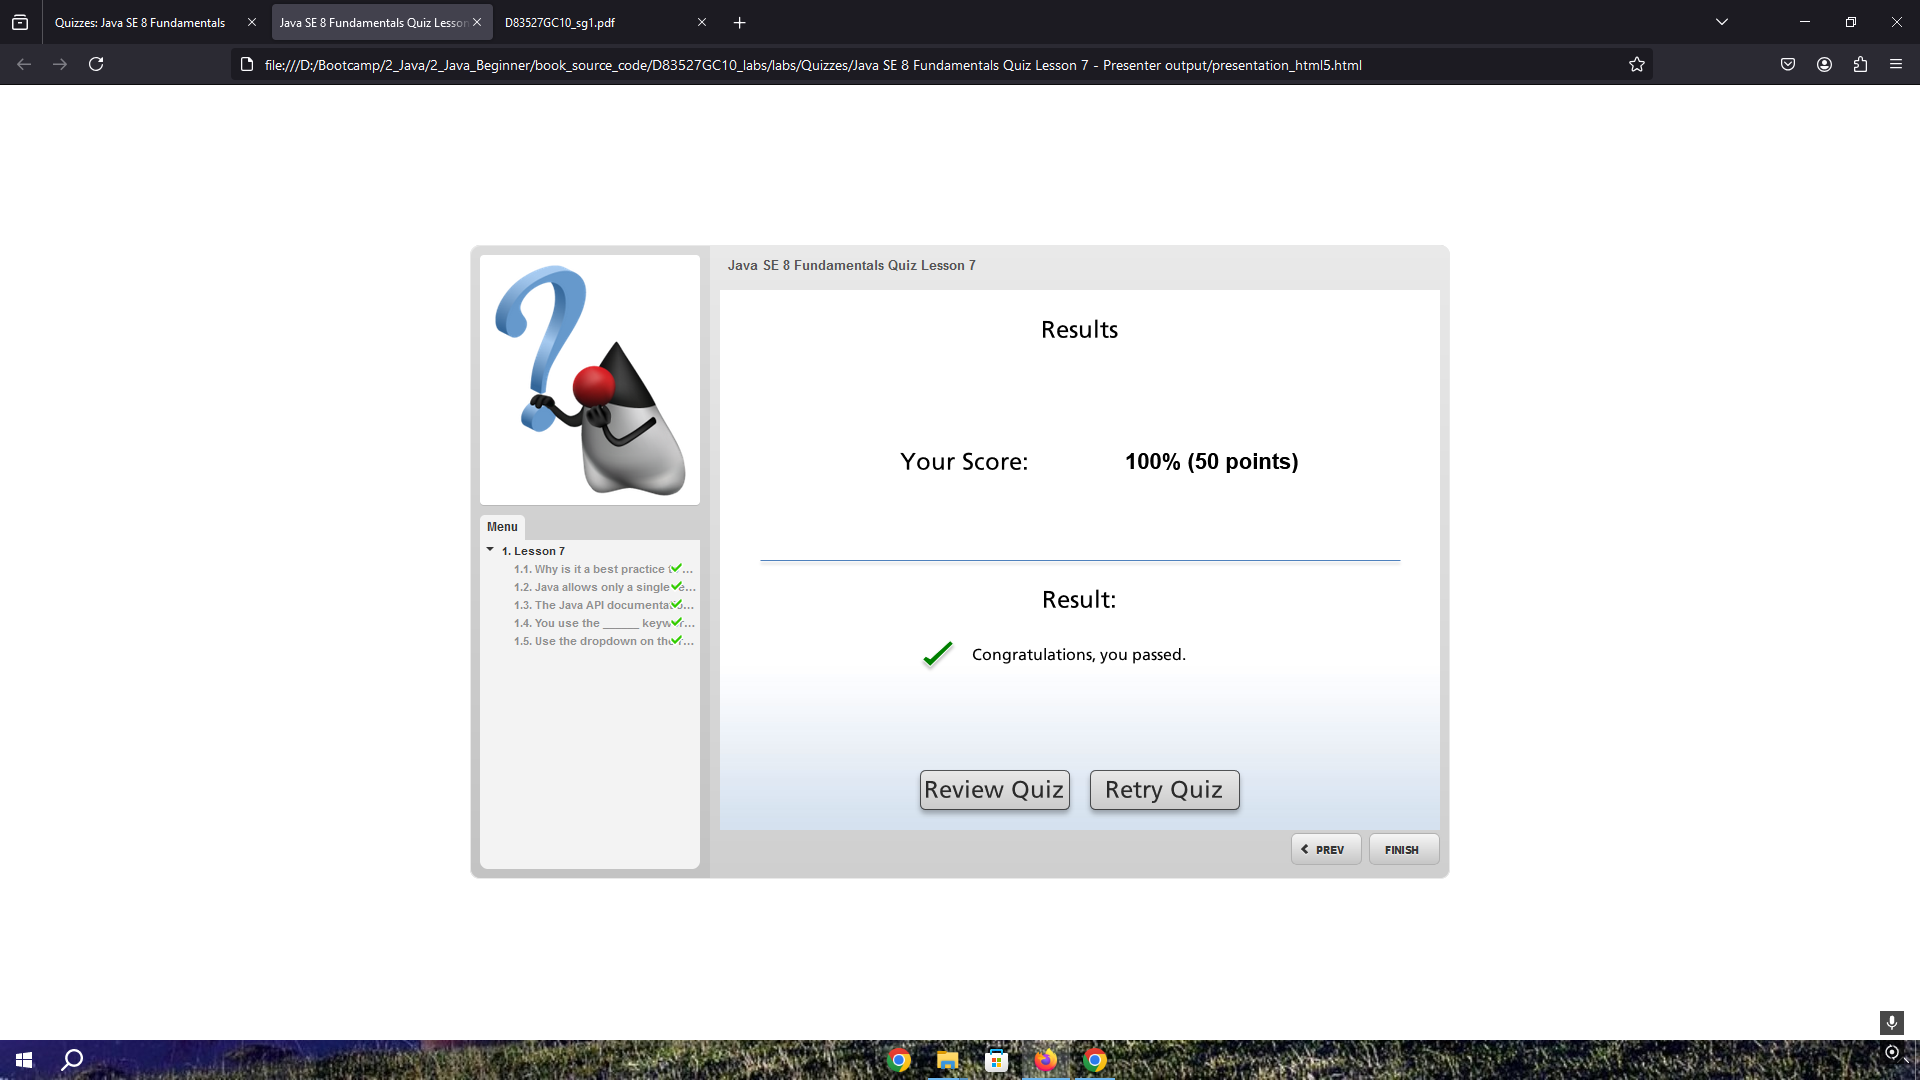 Quizzes: Java SE 8 Fundamentals
Java SE 8 Fundamentals Quiz Lesson
D83527GC10_sg1.pdf
file:///D:/Bootcamp/2_Java/2_Java_Beginner/book_source_code/D83527GC10_labs/labs/Quizzes/Java SE 8 Fundamentals Quiz Lesson 7 - Presenter output/presentation_html5.html
Java SE 8 Fundamentals Quiz Lesson 7
Results
Your Score: 100% (50 points)
Result:
Congratulations, you passed.
Review Quiz Retry Quiz
PREV FINISH
Menu
1. Lesson 7
1.1. Why is it a best practice ...
1.2. Java allows only a single ...
1.3. The Java API documenta...
1.4. You use the ______ keyw...
1.5. Use the dropdown on the ...